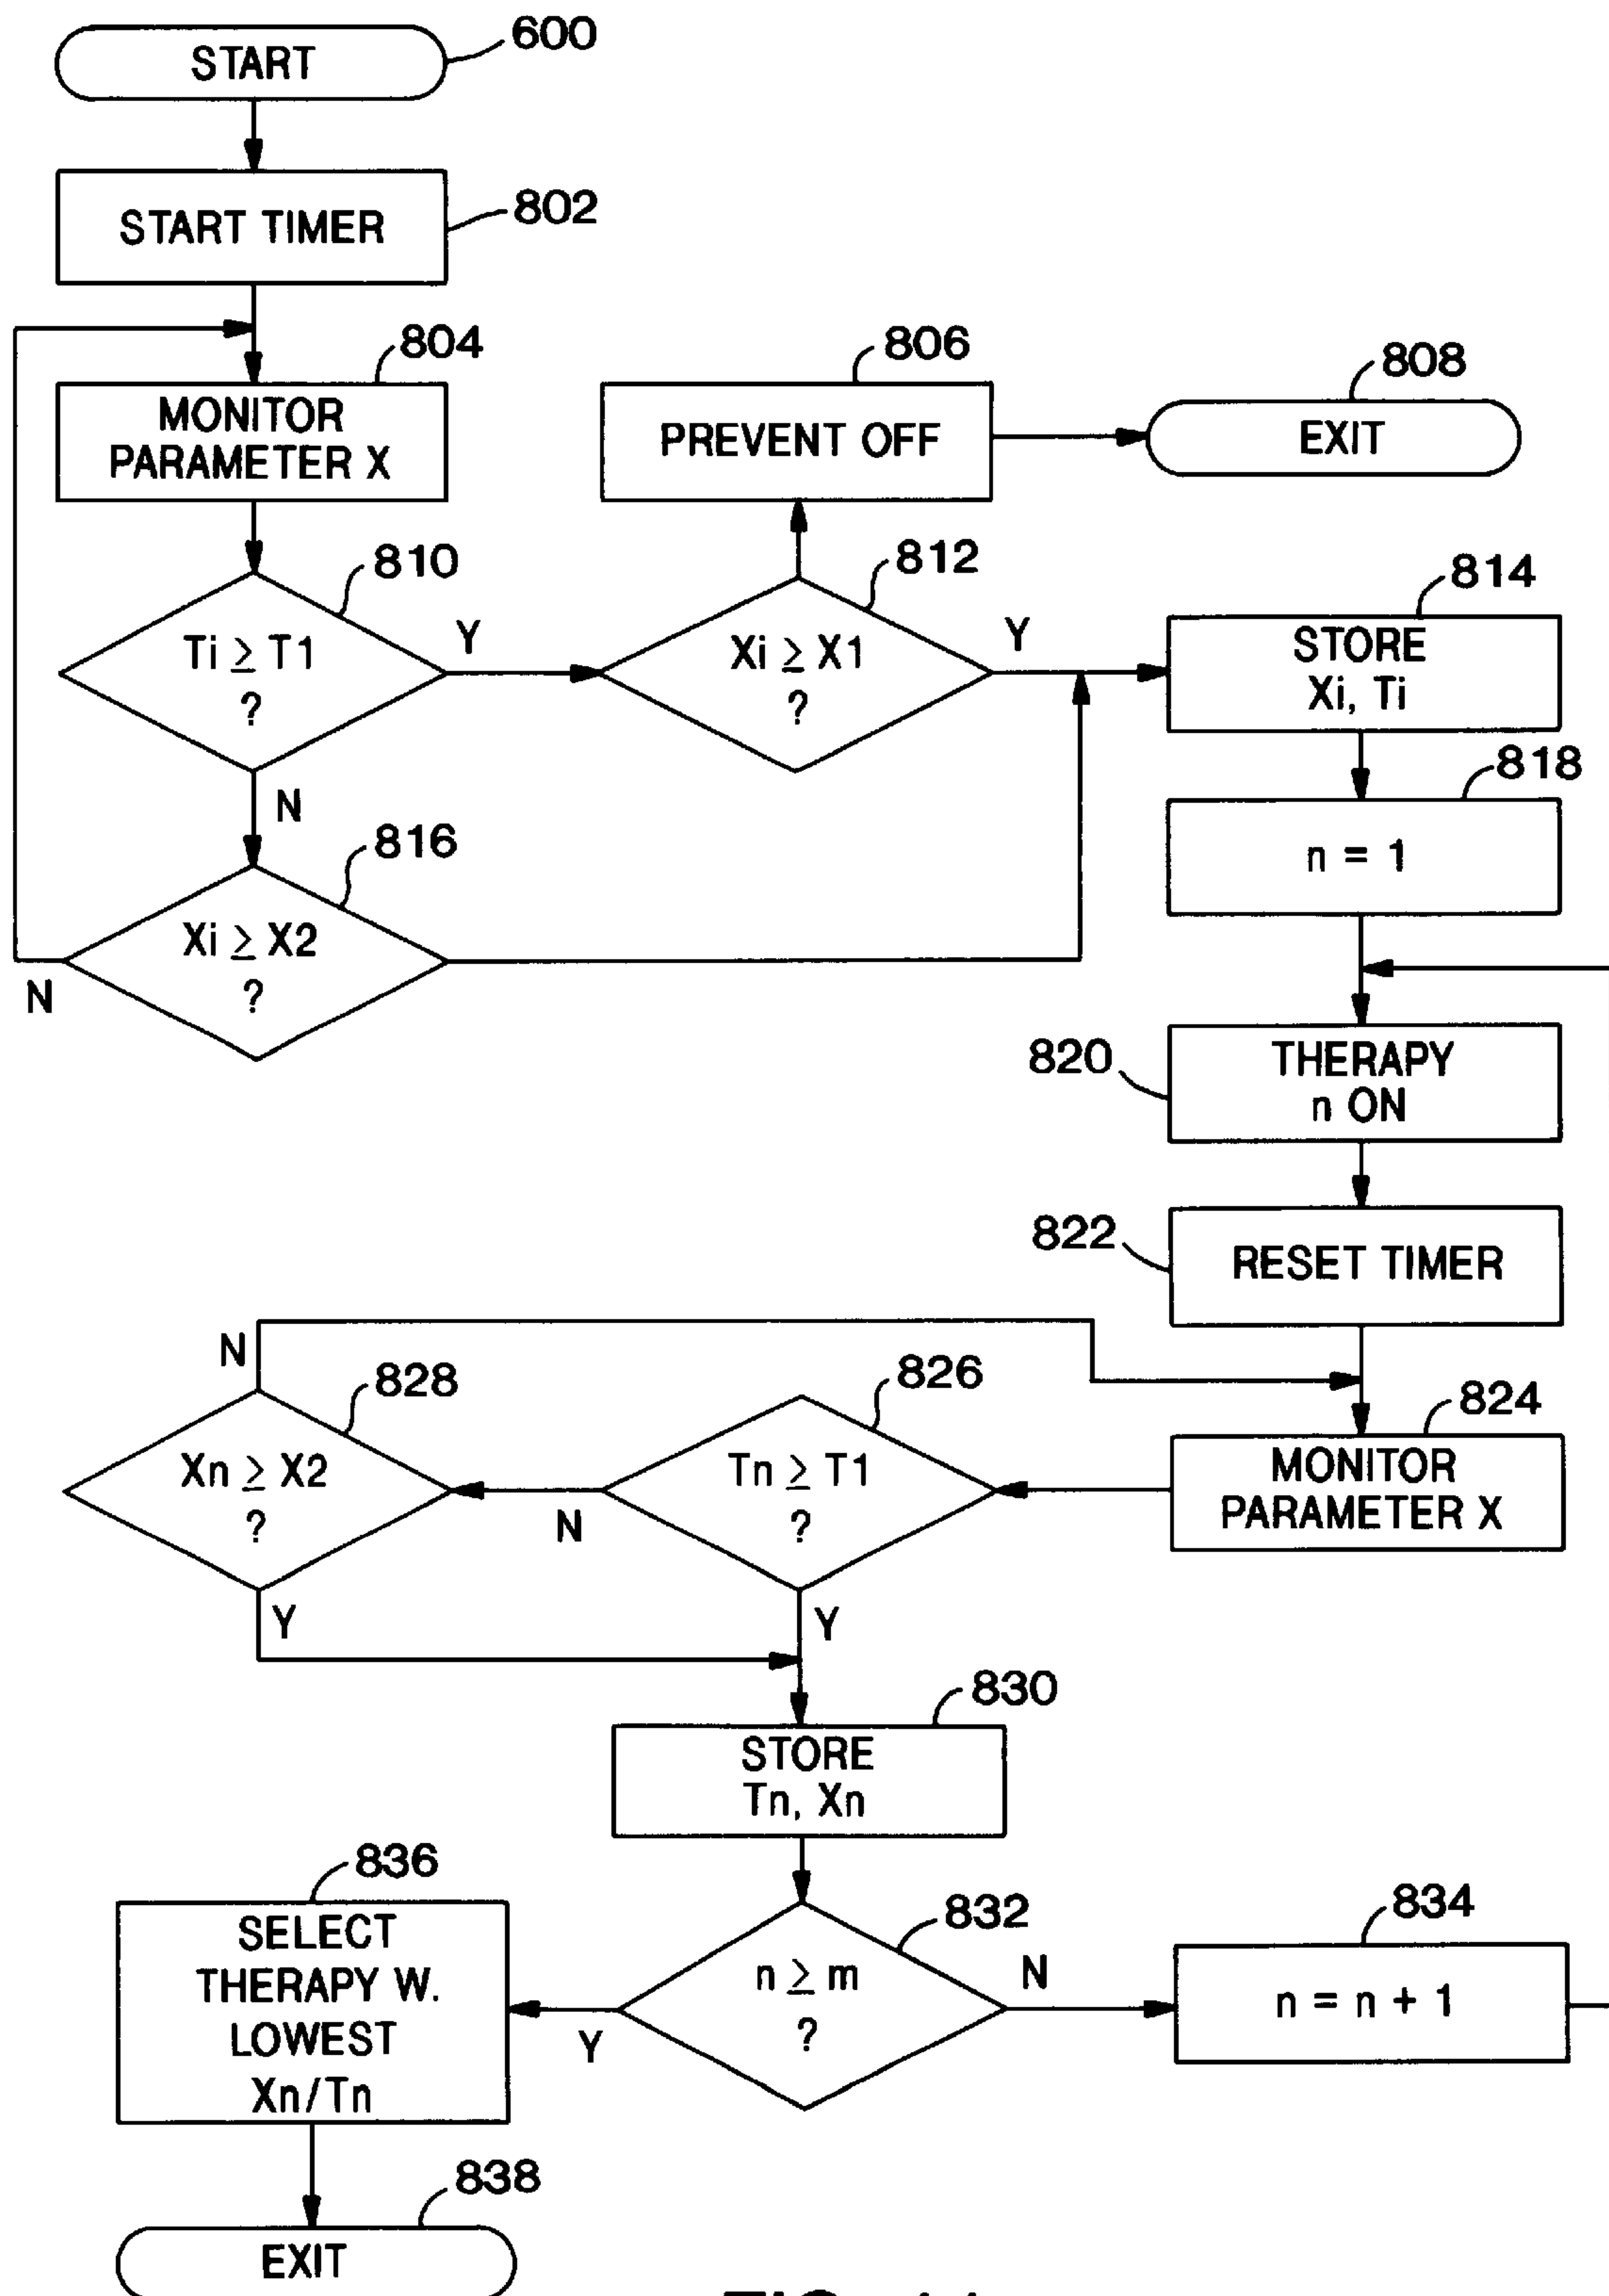 START
600
START TIMER
802
804
MONITOR
PARAMETER X
806
PREVENT OFF
808
EXIT
810
Ti ≥ T1
?
Y
N
812
Xi ≥ X1
?
Y
814
STORE
Xi, Ti
816
Xi ≥ X2
?
N
818
n = 1
820
THERAPY
n ON
822
RESET TIMER
824
MONITOR
PARAMETER X
826
Tn ≥ T1
?
N
Y
828
Xn ≥ X2
?
N
Y
830
STORE
Tn, Xn
832
n ≥ m
?
N
Y
834
n = n + 1
836
SELECT
THERAPY W.
LOWEST
Xn/Tn
838
EXIT